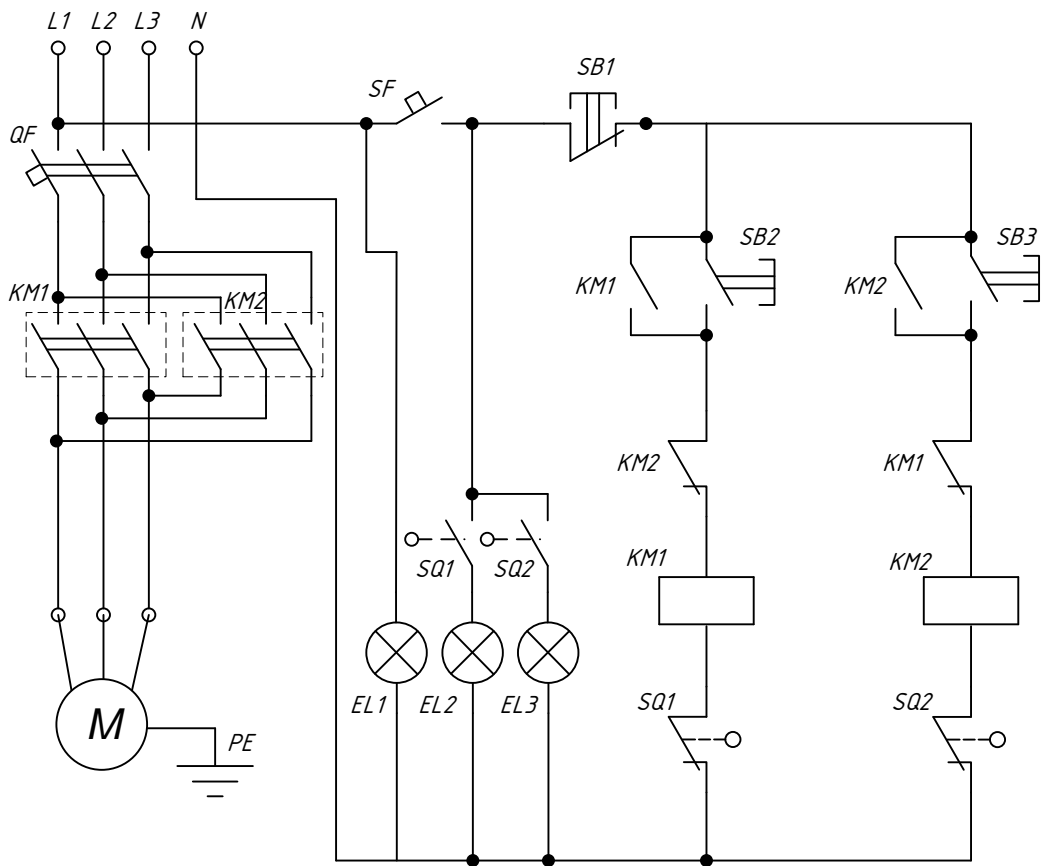 L1 L2 L3 N
SB1
SF
QF
SB2 SB3
KM1 KM2
KM1 KM2
KM2 KM1
KM1 KM2
SQ1 SQ2
EL1 EL2 EL3
SQ1 SQ2
M
PE